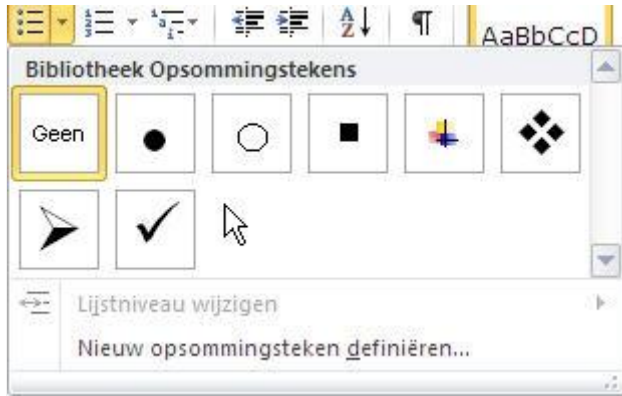 AaBbCcD
Bibliotheek Opsommingstekens
Geen
Lijstniveau wijzigen
Nieuw opsommingsteken definiëren...